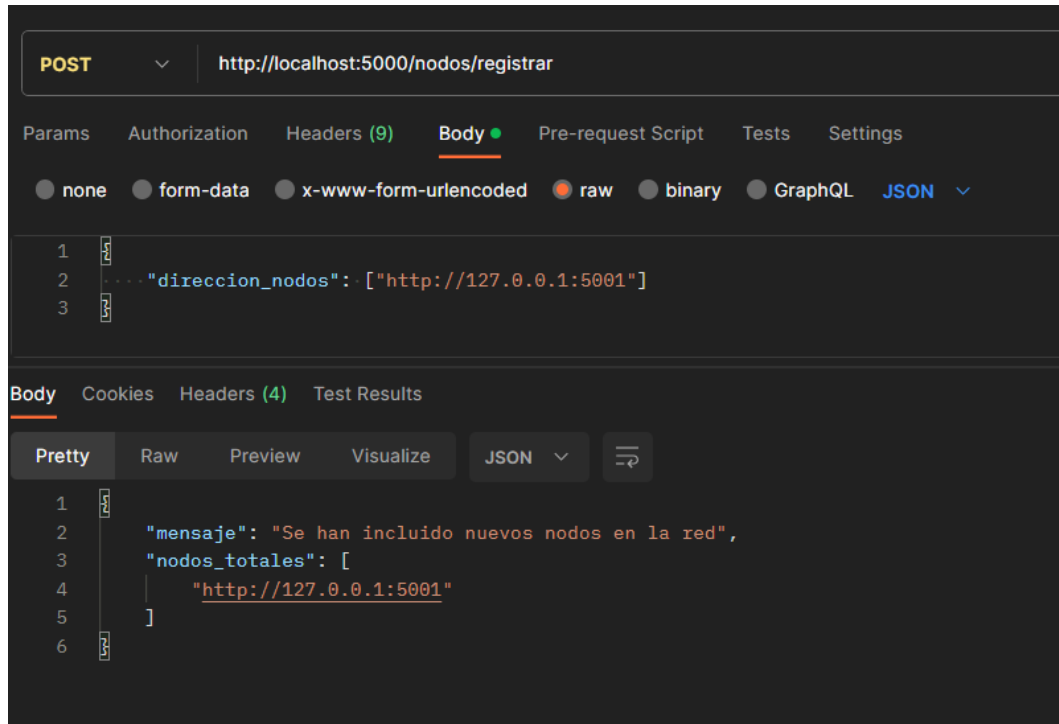 POST http://localhost:5000/nodos/registrar
Params Authorization Headers (9) Body Pre-request Script Tests Settings
none form-data x-www-form-urlencoded raw binary GraphQL JSON
1 {
2 "direccion_nodos": ["http://127.0.0.1:5001"]
3 }
Body Cookies Headers (4) Test Results
Pretty Raw Preview Visualize JSON
1 {
2 "mensaje": "Se han incluido nuevos nodos en la red",
3 "nodos_totales": [
4 "http://127.0.0.1:5001"
5 ]
6 }